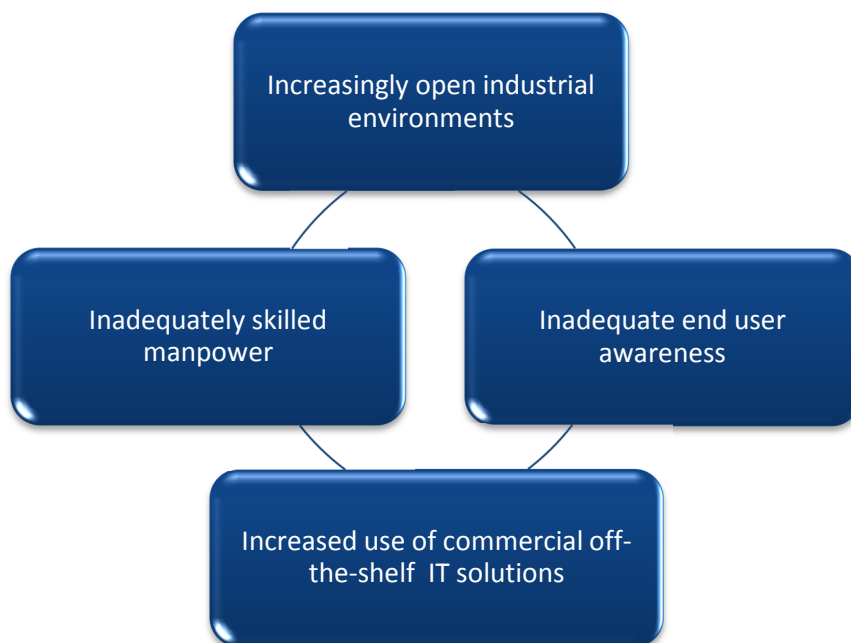 Increasingly open industrial
environments
Inadequately skilled
manpower
Inadequate end user
awareness
Increased use of commercial off-
the-shelf  IT solutions